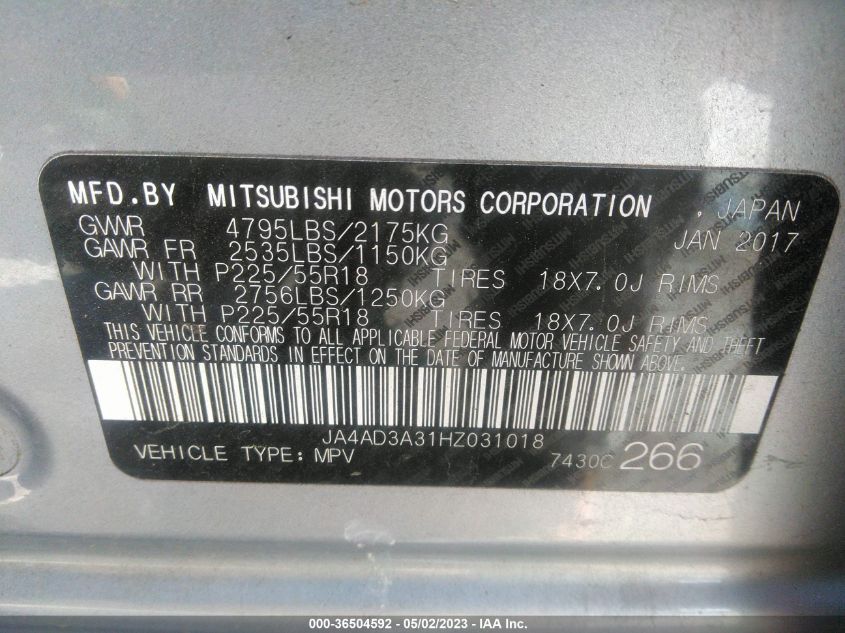 MFD.BY MITSUBISHI MOTORS CORPORATION , JAPAN
GVWR 4795LBS/2175KG JAN 2017
GAWR FR 2535LBS/1150KG
WITH P225/55R18 TIRES 18X7.0J RIMS
GAWR RR 2756LBS/1250KG
WITH P225/55R18 TIRES 18X7.0J RIMS
THIS VEHICLE CONFORMS TO ALL APPLICABLE FEDERAL MOTOR VEHICLE SAFETY AND THEFT
PREVENTION STANDARDS IN EFFECT ON THE DATE OF MANUFACTURE SHOWN ABOVE.
JA4AD3A31HZ031018
VEHICLE TYPE: MPV 7430C 266
000-36504592 - 05/02/2023 - IAA Inc.